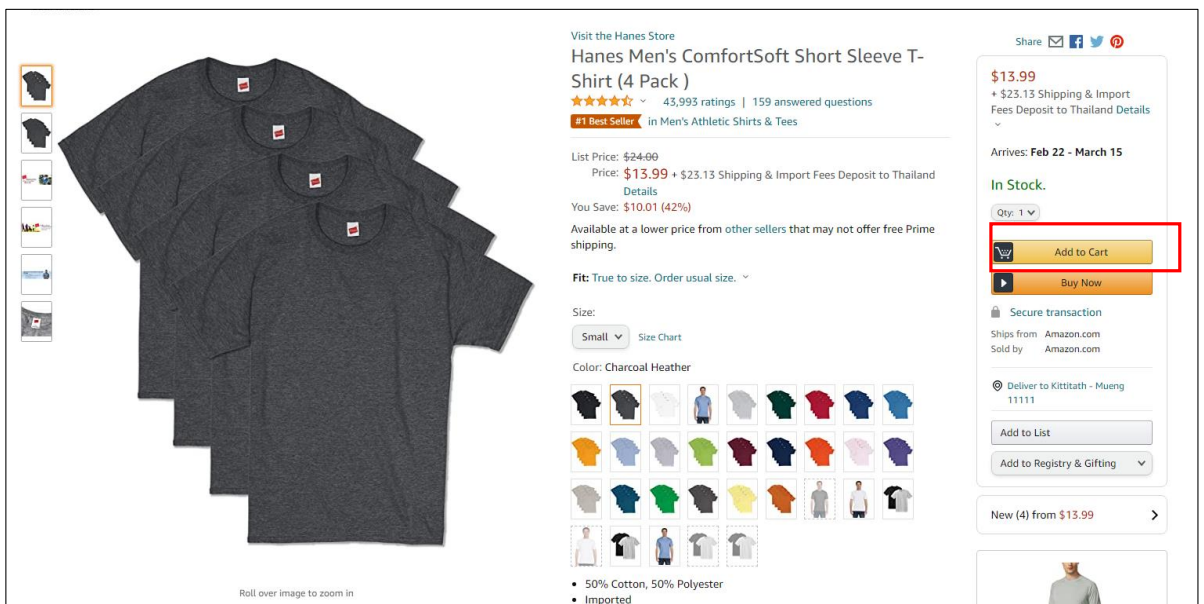 Visit the Hanes Store
Hanes Men's ComfortSoft Short Sleeve T-
Shirt (4 Pack )
43,993 ratings | 159 answered questions
#1 Best Seller in Men's Athletic Shirts & Tees
List Price: $24.00
Price: $13.99 + $23.13 Shipping & Import Fees Deposit to Thailand
Details
You Save: $10.01 (42%)
Available at a lower price from other sellers that may not offer free Prime
shipping.
Fit: True to size. Order usual size.
Size:
Small Size Chart
Color: Charcoal Heather
• 50% Cotton, 50% Polyester
• Imported
Roll over image to zoom in
Share
$13.99
+ $23.13 Shipping & Import
Fees Deposit to Thailand Details
Arrives: Feb 22 - March 15
In Stock.
Qty: 1
Add to Cart
Buy Now
Secure transaction
Ships from Amazon.com
Sold by Amazon.com
Deliver to Kittitath - Mueng
11111
Add to List
Add to Registry & Gifting
New (4) from $13.99